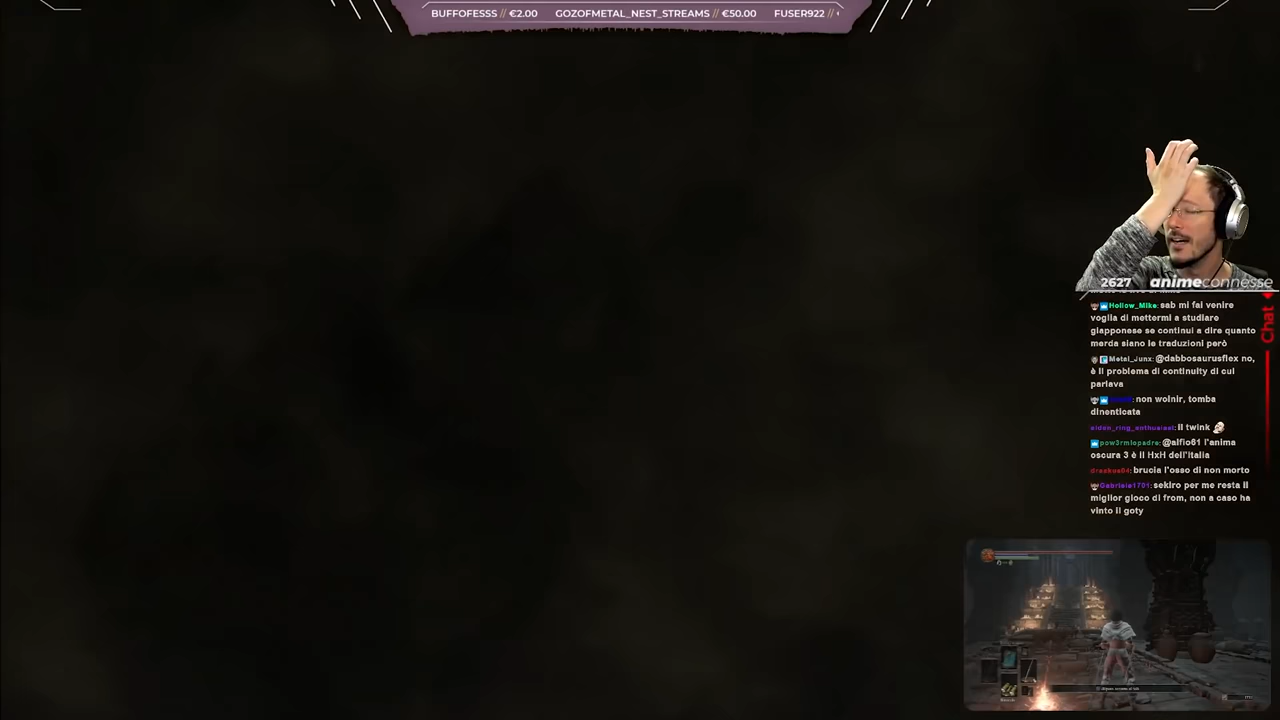 BUFFOFESSS // €2.00 GOZOFMETAL_NEST_STREAMS // €50.00 FUSER922 //
2627 animeconnesse
Chat
Hollow_Mike: sab mi fai venire
voglia di mettermi a studiare
giapponese se continui a dire quanto
merda siano le traduzioni però
Metal_Junx: @dabbosaurusflex no,
è il problema di continuity di cui
parlava
: non wolnir, tomba
dinenticata
elden_ring_enthusiast: il twink
pow3rmiopadre: @alfio61 l'anima
oscura 3 è il HxH dell'italia
draskus04: brucia l'osso di non morto
Gabriele1701: sekiro per me resta il
miglior gioco di from, non a caso ha
vinto il goty